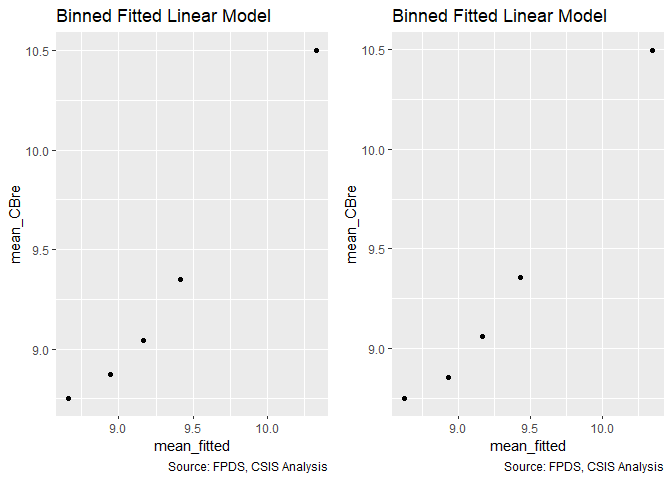 Binned Fitted Linear Model
mean_CBre
10.5
10.0
9.5
9.0
9.0 9.5 10.0
mean_fitted
Source: FPDS, CSIS Analysis
Binned Fitted Linear Model
mean_CBre
10.5
10.0
9.5
9.0
9.0 9.5 10.0
mean_fitted
Source: FPDS, CSIS Analysis